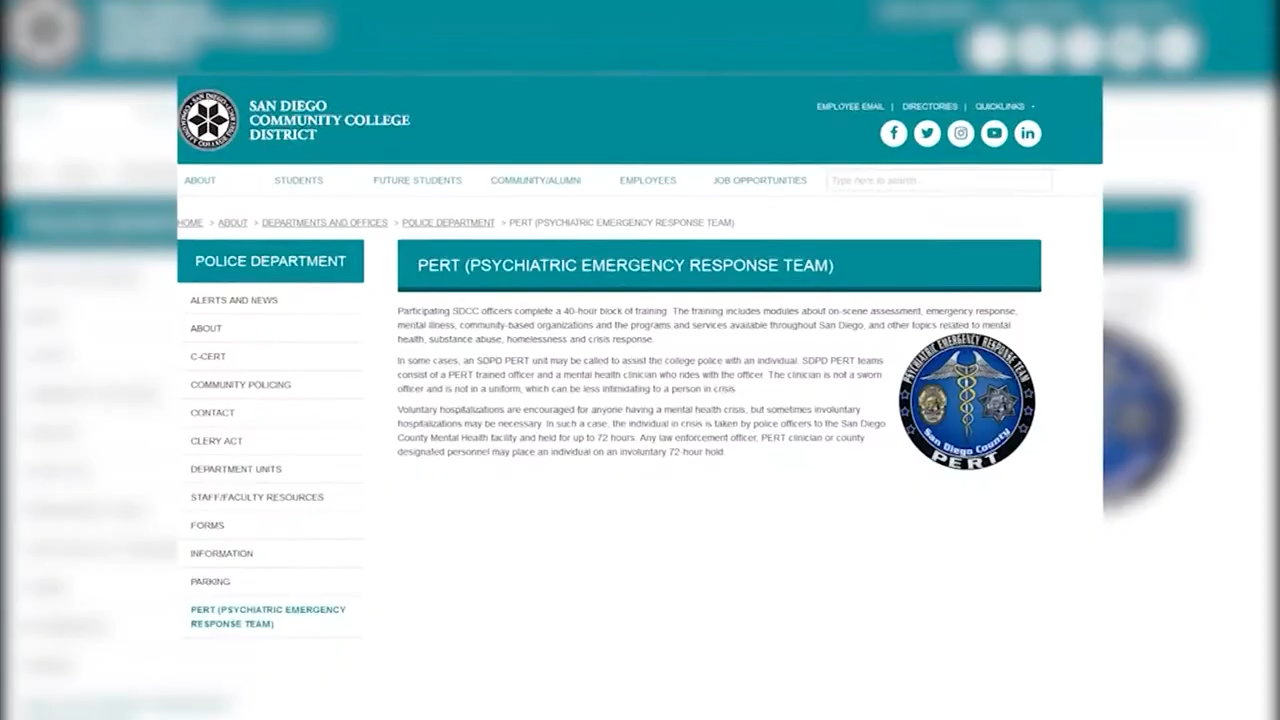 SAN DIEGO
COMMUNITY COLLEGE
DISTRICT
EMPLOYEE EMAIL | DIRECTORIES | QUICKLINKS
ABOUT STUDENTS FUTURE STUDENTS COMMUNITY/ALUMNI EMPLOYEES JOB OPPORTUNITIES Type here to search...
HOME > ABOUT > DEPARTMENTS AND OFFICES > POLICE DEPARTMENT > PERT (PSYCHIATRIC EMERGENCY RESPONSE TEAM)
POLICE DEPARTMENT
ALERTS AND NEWS
ABOUT
C-CERT
COMMUNITY POLICING
CONTACT
CLERY ACT
DEPARTMENT UNITS
STAFF/FACULTY RESOURCES
FORMS
INFORMATION
PARKING
PERT (PSYCHIATRIC EMERGENCY
RESPONSE TEAM)
PERT (PSYCHIATRIC EMERGENCY RESPONSE TEAM)
Participating SDCC officers complete a 40-hour block of training. The training includes modules about on-scene assessment, emergency response,
mental illness, community-based organizations and the programs and services available throughout San Diego, and other topics related to mental
health, substance abuse, homelessness and crisis response.
In some cases, an SDPD PERT unit may be called to assist the college police with an individual. SDPD PERT teams
consist of a PERT trained officer and a mental health clinician who rides with the officer. The clinician is not a sworn
officer and is not in a uniform, which can be less intimidating to a person in crisis.
Voluntary hospitalizations are encouraged for anyone having a mental health crisis, but sometimes involuntary
hospitalizations may be necessary. In such a case, the individual in crisis is taken by police officers to the San Diego
County Mental Health facility and held for up to 72 hours. Any law enforcement officer, PERT clinician or county
designated personnel may place an individual on an involuntary 72-hour hold.
PSYCHIATRIC EMERGENCY RESPONSE TEAM
San Diego County
PERT